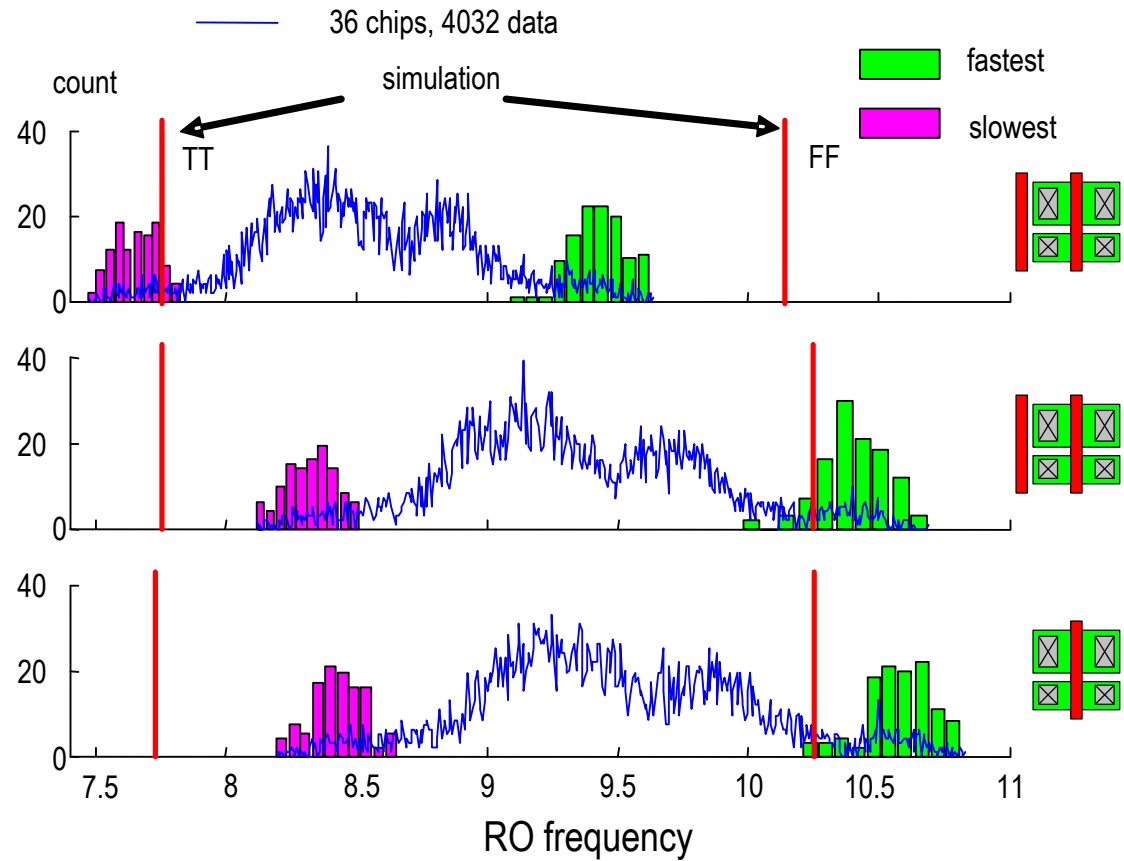 36 chips, 4032 data
count
simulation
fastest
slowest
40
20
0
TT
FF
40
20
0
40
20
0
7.5 8 8.5 9 9.5 10 10.5 11
RO frequency